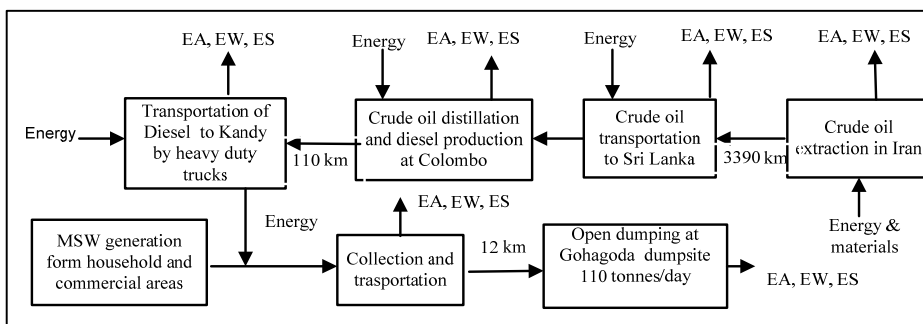 EA, EW, ES
Energy
EA, EW, ES
Energy
EA, EW, ES
EA, EW, ES
Energy
Transportation of
Diesel to Kandy
by heavy duty
trucks
110 km
Crude oil distillation
and diesel production
at Colombo
Crude oil
transportation
to Sri Lanka
3390 km
Crude oil
extraction in Iran
Energy
EA, EW, ES
Energy &
materials
MSW generation
form household and
commercial areas
Collection and
trasportation
12 km
Open dumping at
Gohagoda dumpsite
110 tonnes/day
EA, EW, ES